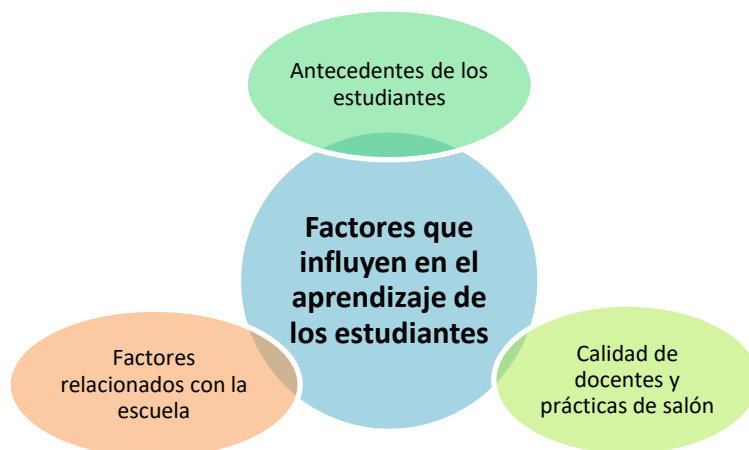 Antecedentes de los
estudiantes
Factores que
influyen en el
aprendizaje de
los estudiantes
Factores
relacionados con la
escuela
Calidad de
docentes y
prácticas de salón